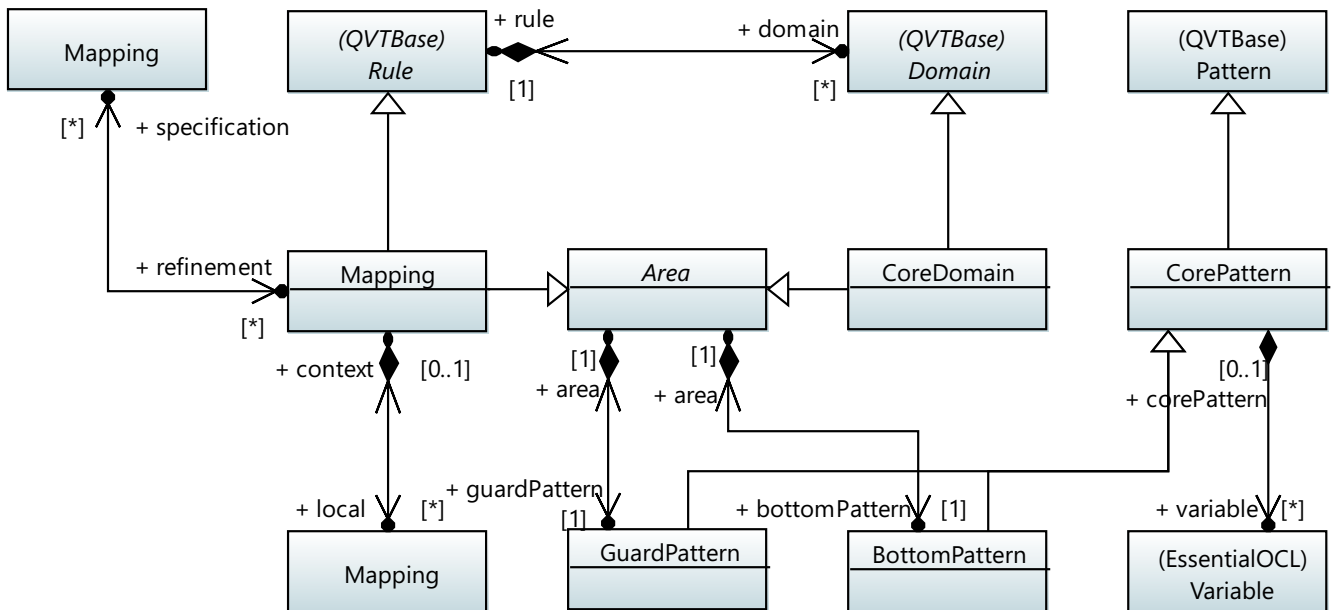 Mapping
(QVTBase)
Rule
+ rule
[1]
+ domain
[*]
(QVTBase)
Domain
(QVTBase)
Pattern
[*]
+ specification
+ refinement
[*]
Mapping
Area
CoreDomain
CorePattern
+ context
[0..1]
[1]
+ area
[1]
+ area
[0..1]
+ corePattern
+ local
[*]
+ guardPattern
[1]
+ bottomPattern
[1]
+ variable
[*]
Mapping
GuardPattern
BottomPattern
(EssentialOCL)
Variable